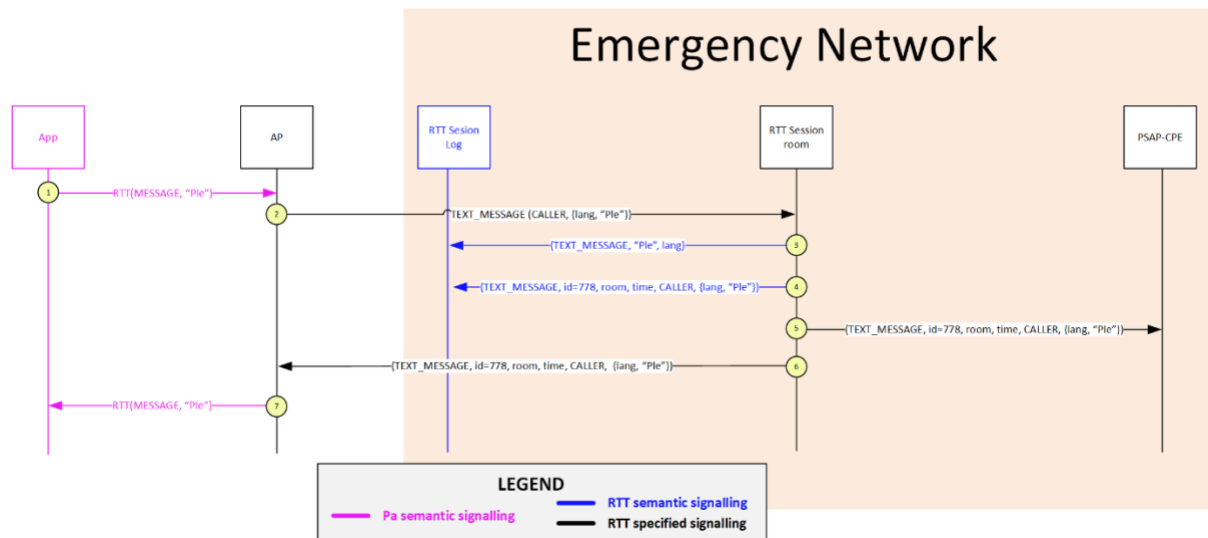 Emergency Network
App
AP
RTT Sesion
Log
RTT Session
room
PSAP-CPE
1
RTT(MESSAGE, “Ple”)
2
TEXT_MESSAGE (CALLER, {lang, “Ple”})
{TEXT_MESSAGE, “Ple”, lang}
3
{TEXT_MESSAGE, id=778, room, time, CALLER, {lang, “Ple”}}
4
5
{TEXT_MESSAGE, id=778, room, time, CALLER, {lang, “Ple”}}
{TEXT_MESSAGE, id=778, room, time, CALLER, {lang, “Ple”}}
6
RTT(MESSAGE, “Ple”)
7
LEGEND
Pa semantic signalling
RTT semantic signalling
RTT specified signalling